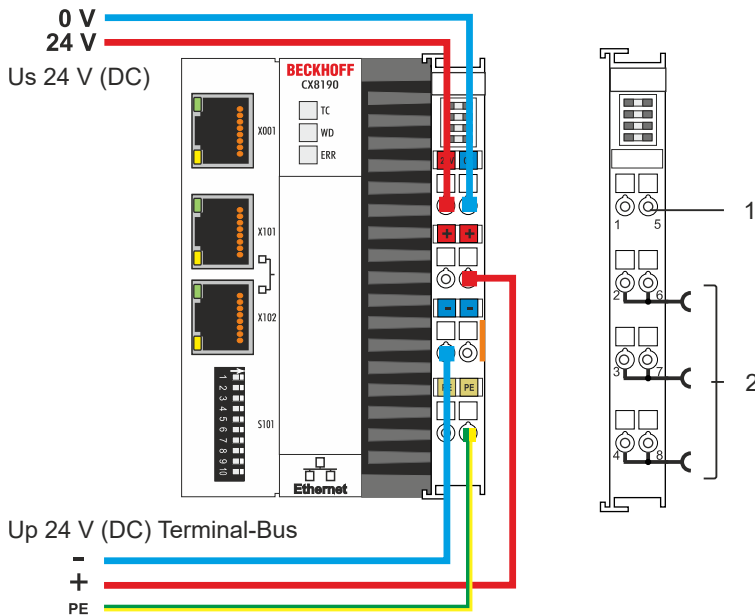 0 V
24 V
Us 24 V (DC)
BECKHOFF
CX8190
TC
WD
ERR
X001
X101
X102
S101
1 2 3 4 5 6 7 8 9 10
Ethernet
+ +
- -
PE PE
Up 24 V (DC) Terminal-Bus
-
+
PE
1 5
2 6
3 7
4 8
1
2